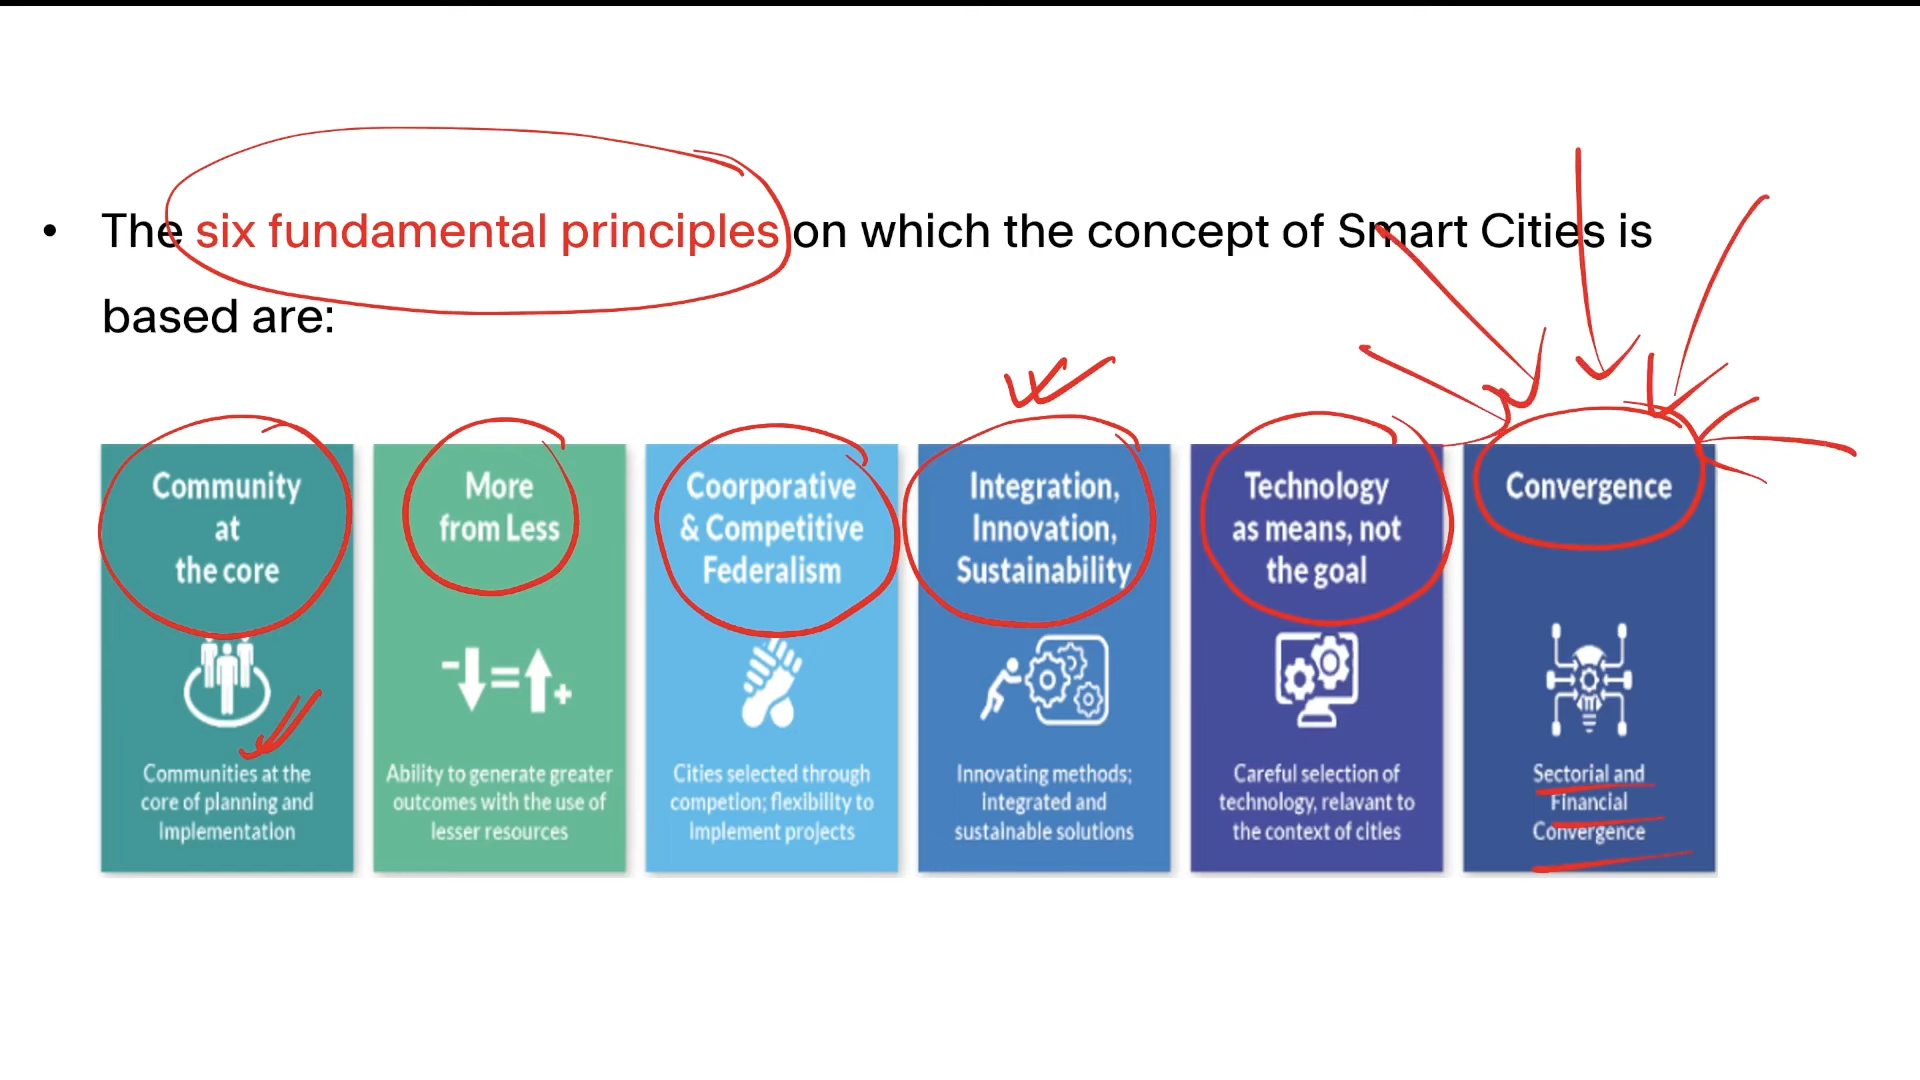 • The six fundamental principles on which the concept of Smart Cities is
based are:
Community
at
the core
Communities at the
core of planning and
Implementation
More
from Less
Ability to generate greater
outcomes with the use of
lesser resources
Coorporative
& Competitive
Federalism
Cities selected through
competion; flexibility to
Implement projects
Integration,
Innovation,
Sustainability
Innovating methods;
Integrated and
sustainable solutions
Technology
as means, not
the goal
Careful selection of
technology, relavant to
the context of cities
Convergence
Sectorial and
Financial
Convergence